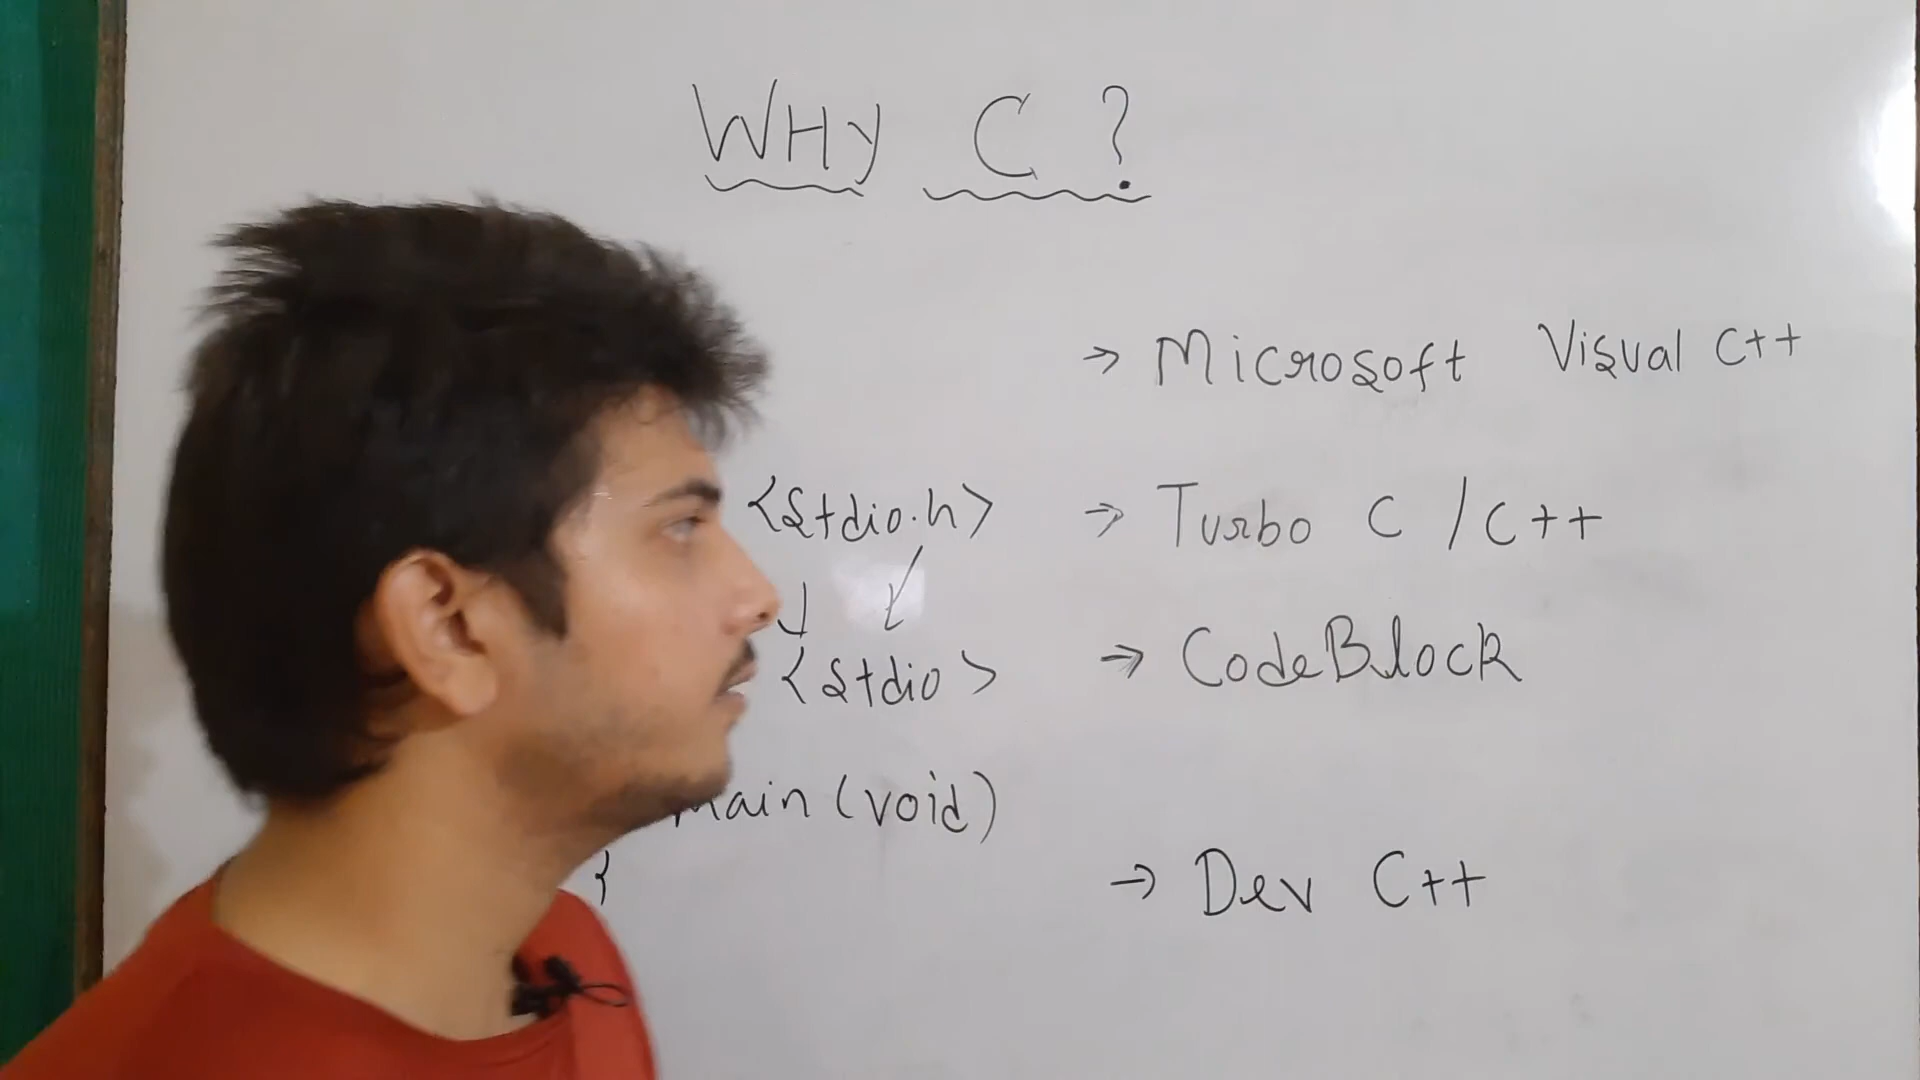 WHY C ?
→ Microsoft Visual C++
<stdio.h> → Turbo C / C++
<stdio> → CodeBlock
main (void)
{
→ Dev C++